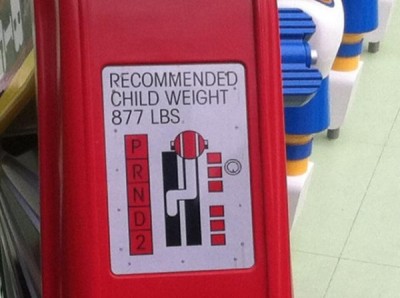 RECOMMENDED
CHILD WEIGHT
877 LBS.
P
R
N
D
2